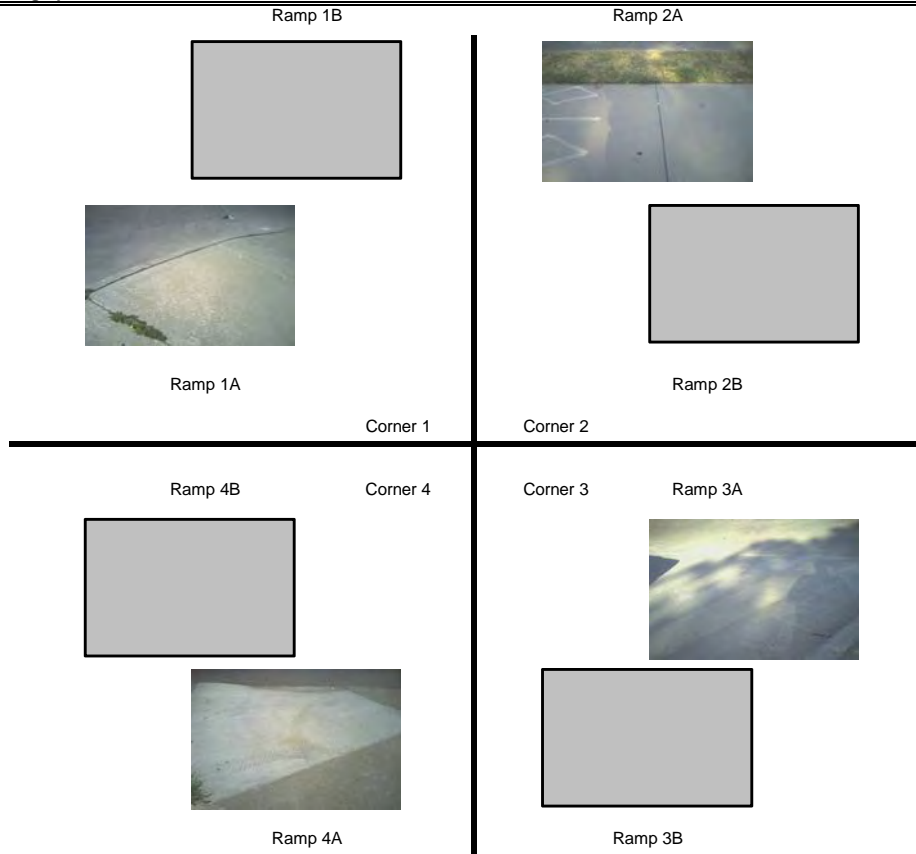 Ramp 1B
Ramp 2A
Ramp 1A
Ramp 2B
Corner 1
Corner 2
Ramp 4B
Corner 4
Corner 3
Ramp 3A
Ramp 4A
Ramp 3B